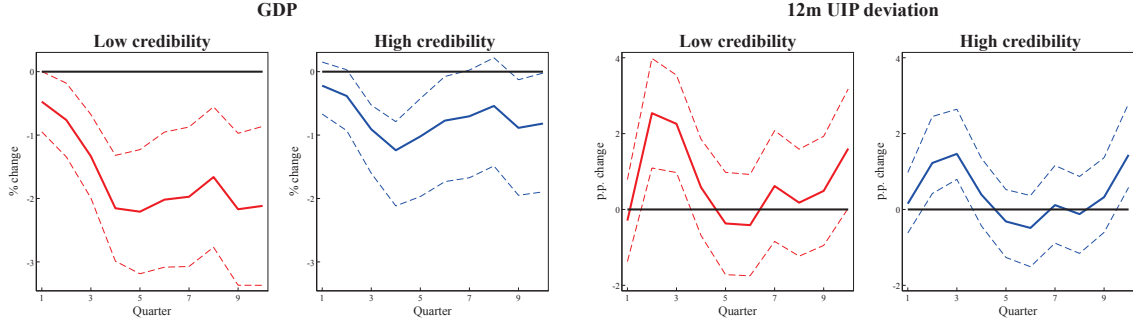 GDP
12m UIP deviation
Low credibility
High credibility
Low credibility
High credibility
% change
0
-1
-2
-3
1 3 5 7 9
Quarter
% change
0
-1
-2
-3
1 3 5 7 9
Quarter
p.p. change
4
2
0
-2
1 3 5 7 9
Quarter
p.p. change
4
2
0
-2
1 3 5 7 9
Quarter